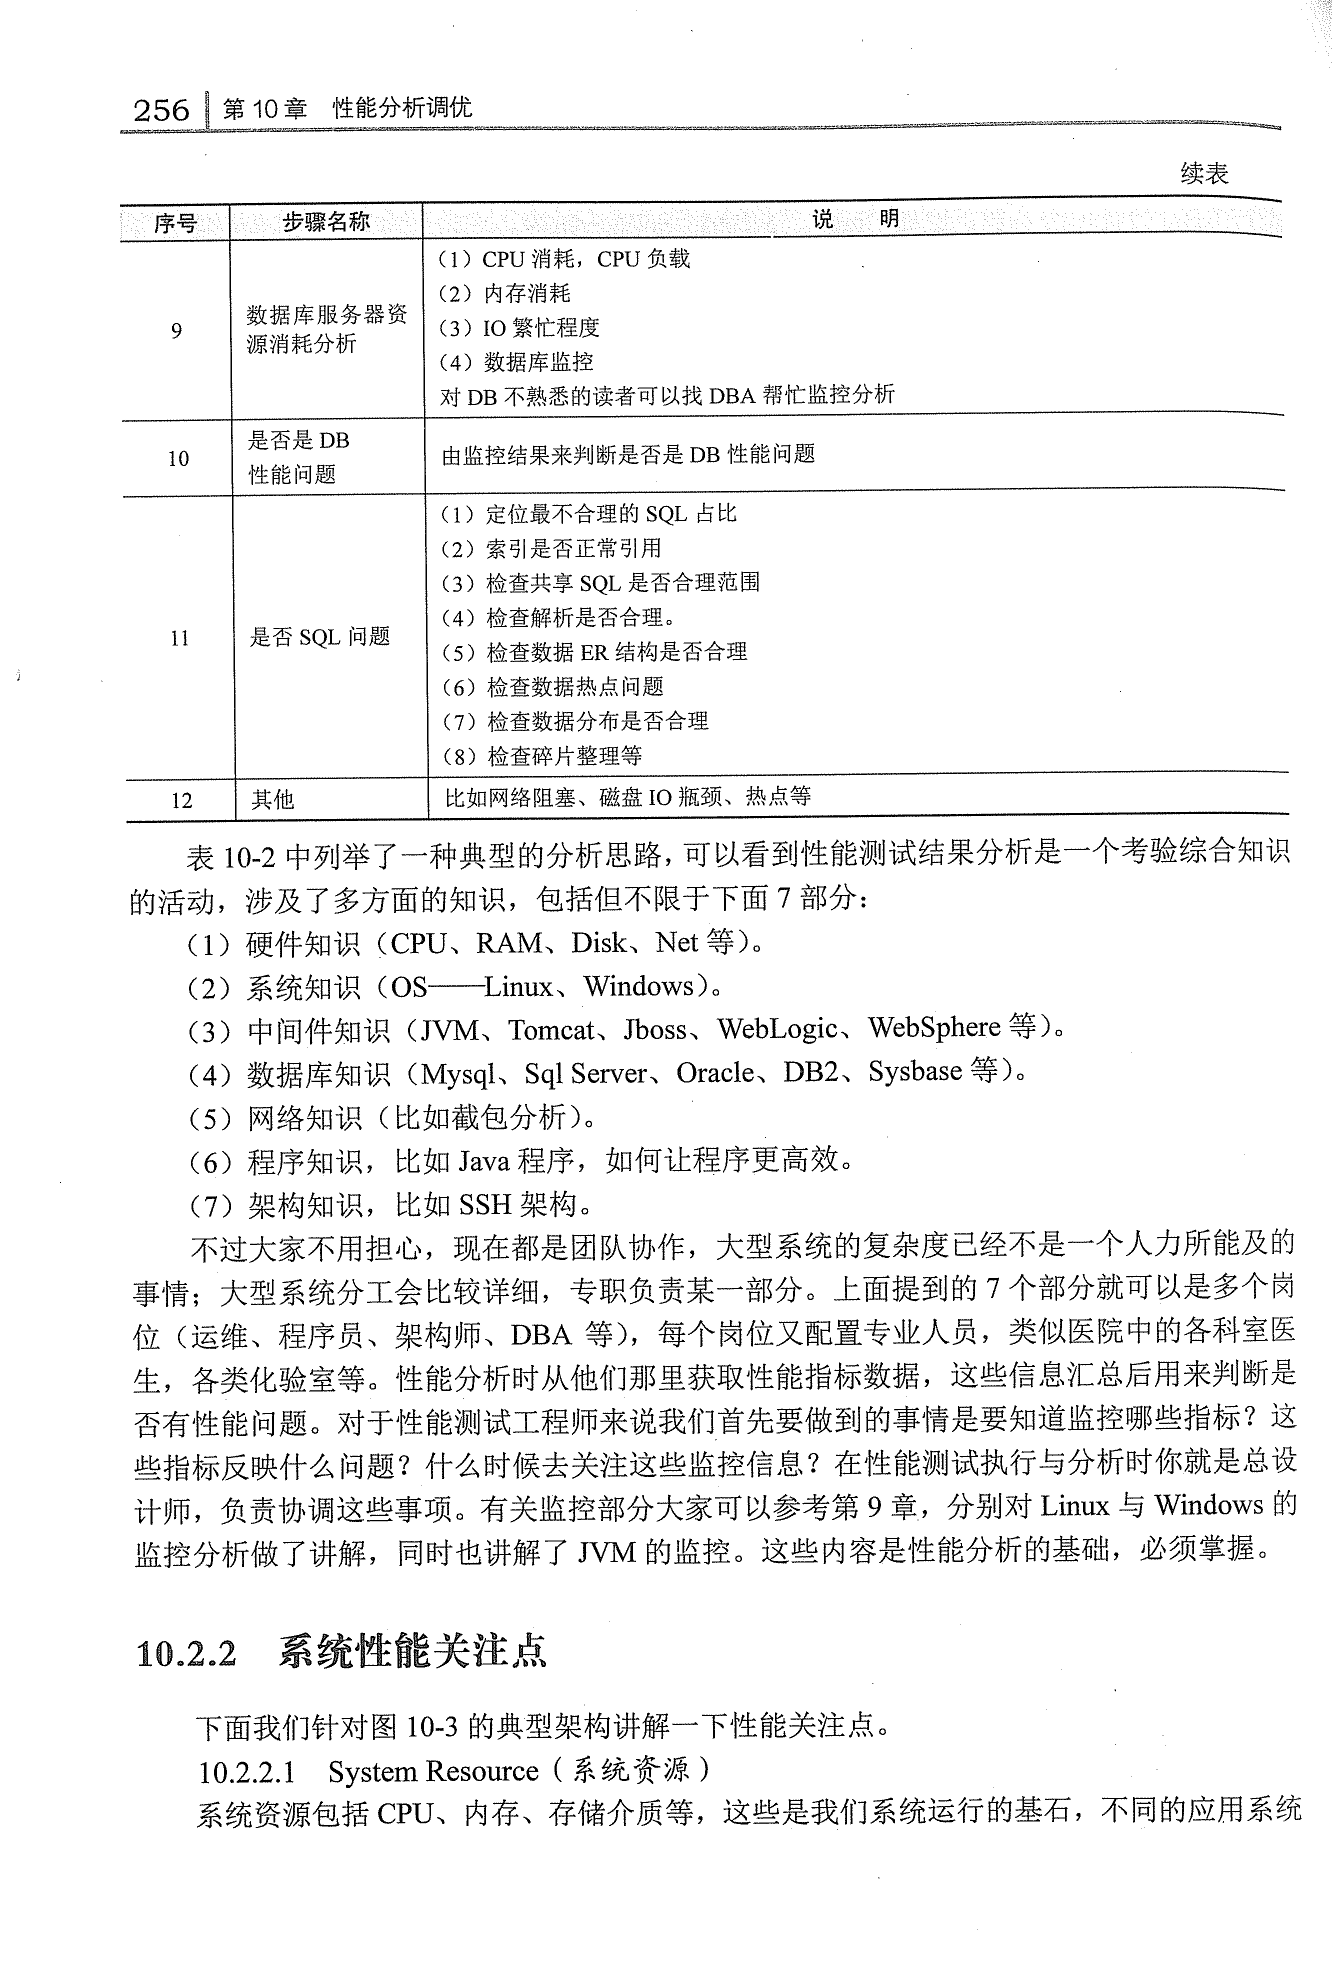 256 第10章 性能分析调优
续表
序号 步骤名称 说 明
9 数据库服务器资
源消耗分析
(1) CPU 消耗，CPU 负载
(2) 内存消耗
(3) IO 繁忙程度
(4) 数据库监控
对 DB 不熟悉的读者可以找 DBA 帮忙监控分析
10 是否是 DB
性能问题
由监控结果来判断是否是 DB 性能问题
11 是否 SQL 问题
(1) 定位最不合理的 SQL 占比
(2) 索引是否正常引用
(3) 检查共享 SQL 是否合理范围
(4) 检查解析是否合理。
(5) 检查数据 ER 结构是否合理
(6) 检查数据热点问题
(7) 检查数据分布是否合理
(8) 检查碎片整理等
12 其他 比如网络阻塞、磁盘 IO 瓶颈、热点等
表 10-2 中列举了一种典型的分析思路，可以看到性能测试结果分析是一个考验综合知识
的活动，涉及了多方面的知识，包括但不限于下面 7 部分：
（1）硬件知识（CPU、RAM、Disk、Net 等）。
（2）系统知识（OS——Linux、Windows）。
（3）中间件知识（JVM、Tomcat、Jboss、WebLogic、WebSphere 等）。
（4）数据库知识（Mysql、Sql Server、Oracle、DB2、Sysbase 等）。
（5）网络知识（比如截包分析）。
（6）程序知识，比如 Java 程序，如何让程序更高效。
（7）架构知识，比如 SSH 架构。
不过大家不用担心，现在都是团队协作，大型系统的复杂度已经不是一个人力所能及的
事情；大型系统分工会比较详细，专职负责某一部分。上面提到的 7 个部分就可以是多个岗
位（运维、程序员、架构师、DBA 等），每个岗位又配置专业人员，类似医院中的各科室医
生，各类化验室等。性能分析时从他们那里获取性能指标数据，这些信息汇总后用来判断是
否有性能问题。对于性能测试工程师来说我们首先要做到的事情是要知道监控哪些指标？这
些指标反映什么问题？什么时候去关注这些监控信息？在性能测试执行与分析时你就是总设
计师，负责协调这些事项。有关监控部分大家可以参考第 9 章，分别对 Linux 与 Windows 的
监控分析做了讲解，同时也讲解了 JVM 的监控。这些内容是性能分析的基础，必须掌握。
10.2.2 系统性能关注点
下面我们针对图 10-3 的典型架构讲解一下性能关注点。
10.2.2.1 System Resource（系统资源）
系统资源包括 CPU、内存、存储介质等，这些是我们系统运行的基石，不同的应用系统